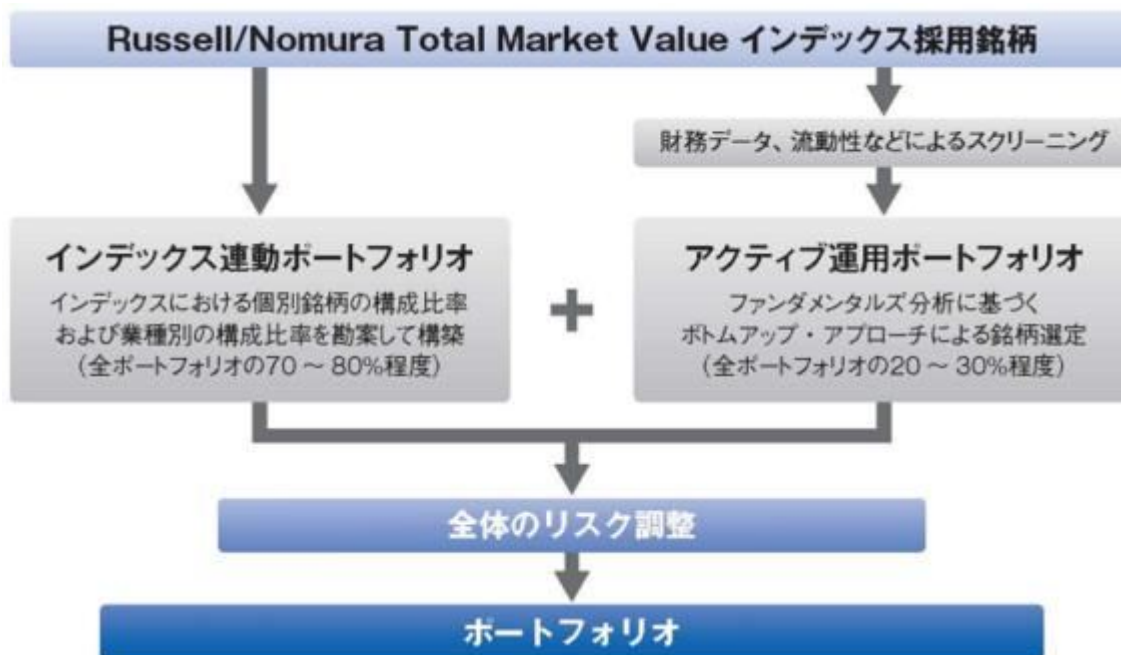 Russell/Nomura Total Market Value インデックス採用銘柄
財務データ、流動性などによるスクリーニング
インデックス連動ポートフォリオ
インデックスにおける個別銘柄の構成比率
および業種別の構成比率を勘案して構築
(全ポートフォリオの70 ~ 80%程度)
+
アクティブ運用ポートフォリオ
ファンダメンタルズ分析に基づく
ボトムアップ・アプローチによる銘柄選定
(全ポートフォリオの20 ~ 30%程度)
全体のリスク調整
ポートフォリオ